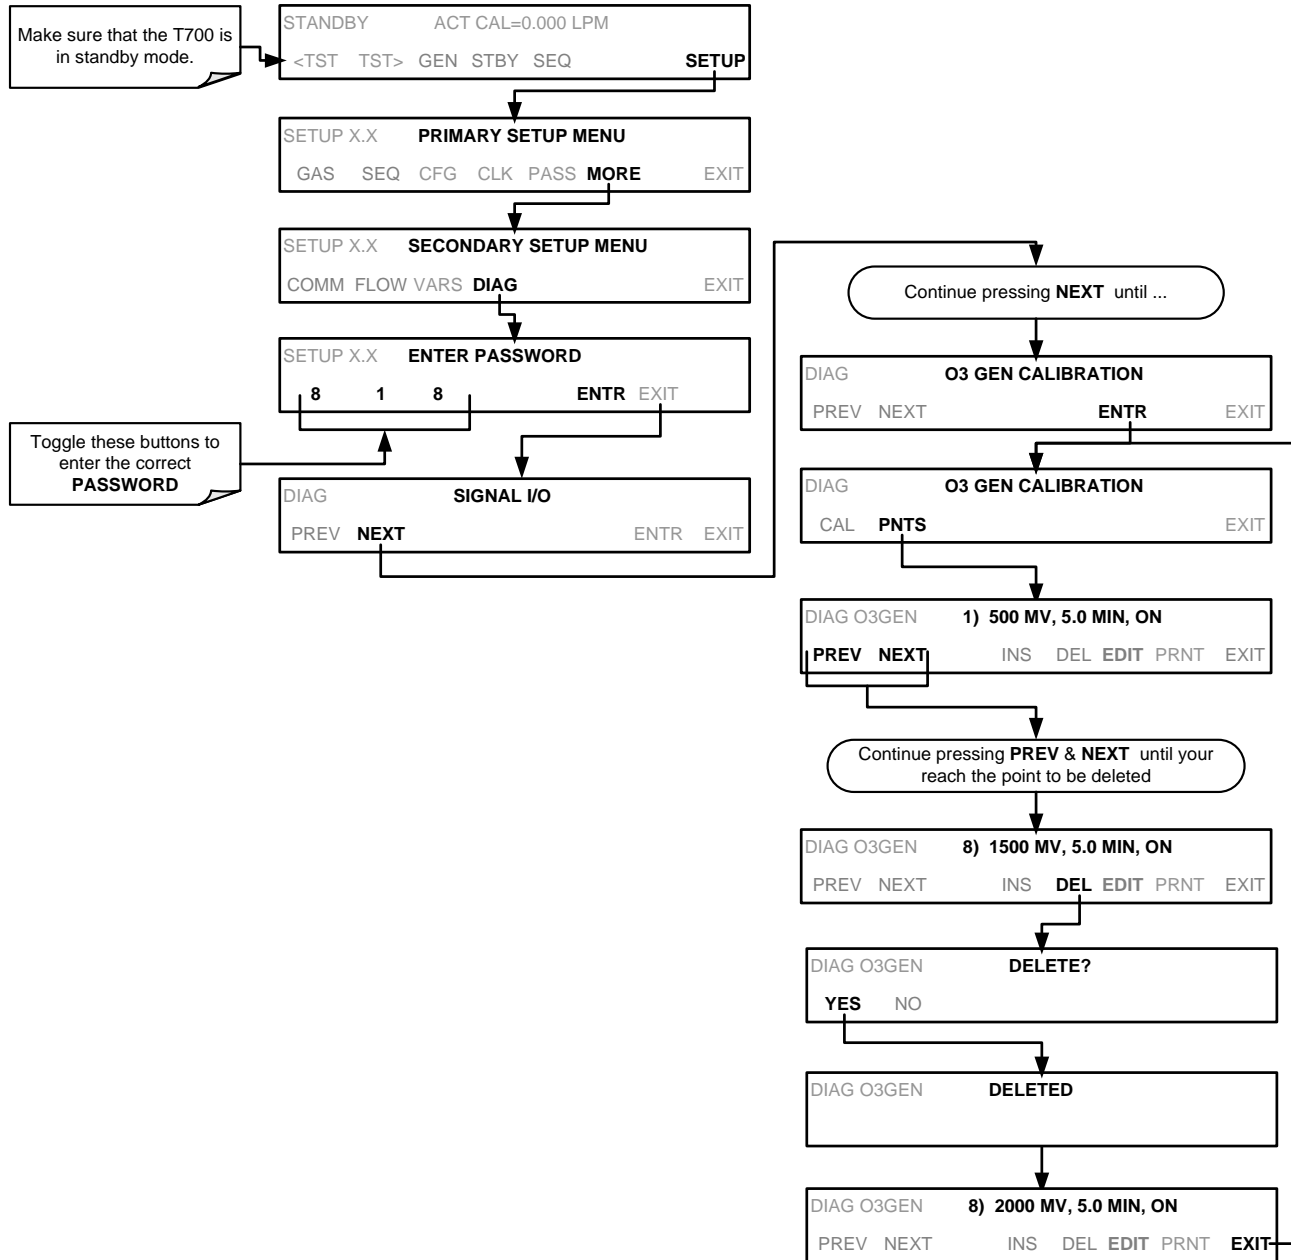 Make sure that the T700 is
in standby mode.
STANDBY ACT CAL=0.000 LPM
<TST TST> GEN STBY SEQ SETUP
SETUP X.X PRIMARY SETUP MENU
GAS SEQ CFG CLK PASS MORE EXIT
SETUP X.X SECONDARY SETUP MENU
COMM FLOW VARS DIAG EXIT
SETUP X.X ENTER PASSWORD
8 1 8 ENTR EXIT
Toggle these buttons to
enter the correct
PASSWORD
DIAG SIGNAL I/O
PREV NEXT ENTR EXIT
Continue pressing NEXT until ...
DIAG O3 GEN CALIBRATION
PREV NEXT ENTR EXIT
DIAG O3 GEN CALIBRATION
CAL PNTS EXIT
DIAG O3GEN 1) 500 MV, 5.0 MIN, ON
PREV NEXT INS DEL EDIT PRNT EXIT
Continue pressing PREV & NEXT until your
reach the point to be deleted
DIAG O3GEN 8) 1500 MV, 5.0 MIN, ON
PREV NEXT INS DEL EDIT PRNT EXIT
DIAG O3GEN DELETE?
YES NO
DIAG O3GEN DELETED
DIAG O3GEN 8) 2000 MV, 5.0 MIN, ON
PREV NEXT INS DEL EDIT PRNT EXIT